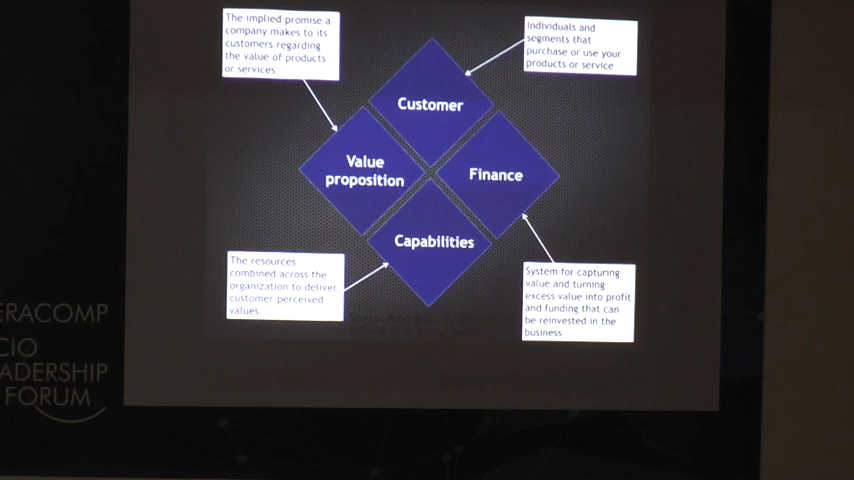 The implied promise a
company makes to its
customers regarding
the value of products
or services
Individuals and
segments that
purchase or use your
products or service
Customer
Value
proposition
Finance
Capabilities
The resources
combined across the
organization to deliver
customer perceived
values
System for capturing
value and turning
excess value into profit
and funding that can
be reinvested in the
business
ERACOMP
CIO
ADERSHIP
FORUM